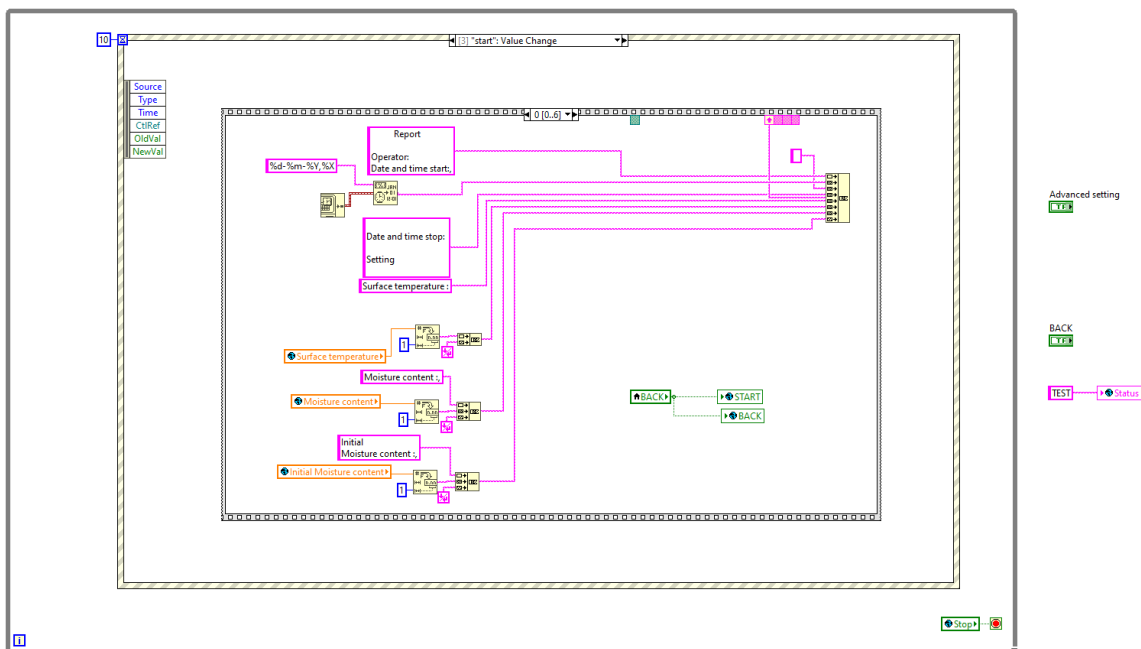 10
[3] "start": Value Change
Source
Type
Time
CtlRef
OldVal
NewVal
0 [0..6]
Report
Operator:
Date and time start:,
%d-%m-%Y,%X
Date and time stop:
Setting
Surface temperature :
Surface temperature
1
Moisture content :,
Moisture content
1
Initial
Moisture content :,
Initial Moisture content
1
BACK
START
BACK
Advanced setting
TF
BACK
TF
TEST
Status
Stop
i